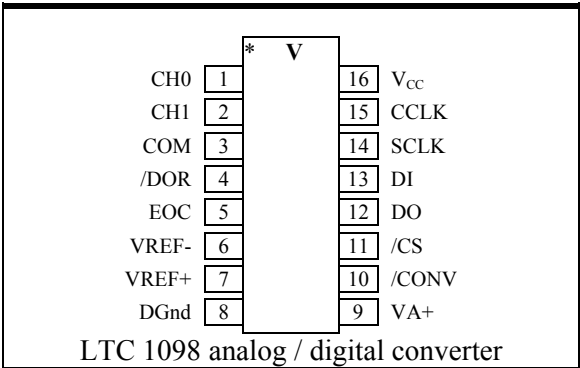 * V
CH0 1 16 VCC
CH1 2 15 CCLK
COM 3 14 SCLK
/DOR 4 13 DI
EOC 5 12 DO
VREF- 6 11 /CS
VREF+ 7 10 /CONV
DGnd 8 9 VA+
LTC 1098 analog / digital converter